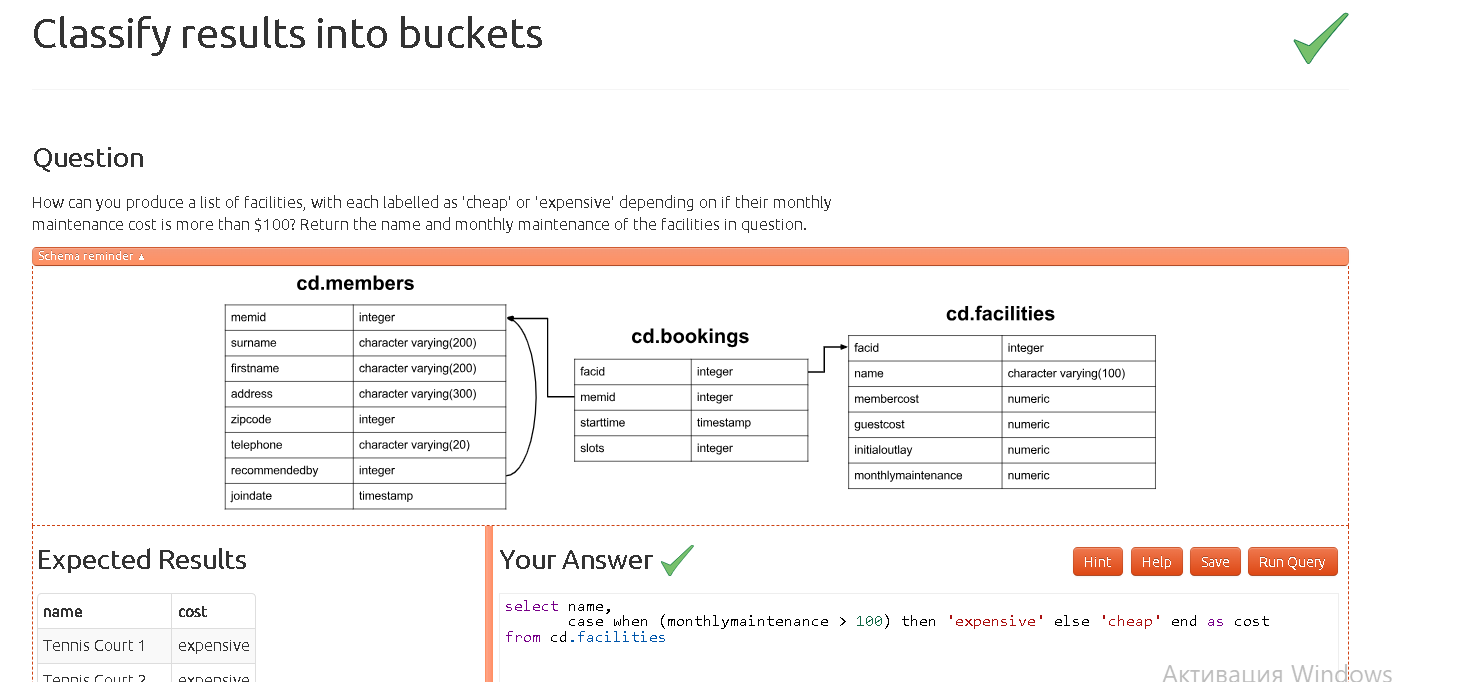 Classify results into buckets
Question
How can you produce a list of facilities, with each labelled as 'cheap' or 'expensive' depending on if their monthly
maintenance cost is more than $100? Return the name and monthly maintenance of the facilities in question.
Schema reminder ▲
cd.members
memid integer
surname character varying(200)
firstname character varying(200)
address character varying(300)
zipcode integer
telephone character varying(20)
recommendedby integer
joindate timestamp
cd.bookings
facid integer
memid integer
starttime timestamp
slots integer
cd.facilities
facid integer
name character varying(100)
membercost numeric
guestcost numeric
initialoutlay numeric
monthlymaintenance numeric
Expected Results
name cost
Tennis Court 1 expensive
Tennis Court 2 expensive
Your Answer
Hint Help Save Run Query
select name,
case when (monthlymaintenance > 100) then 'expensive' else 'cheap' end as cost
from cd.facilities
Активация Windows